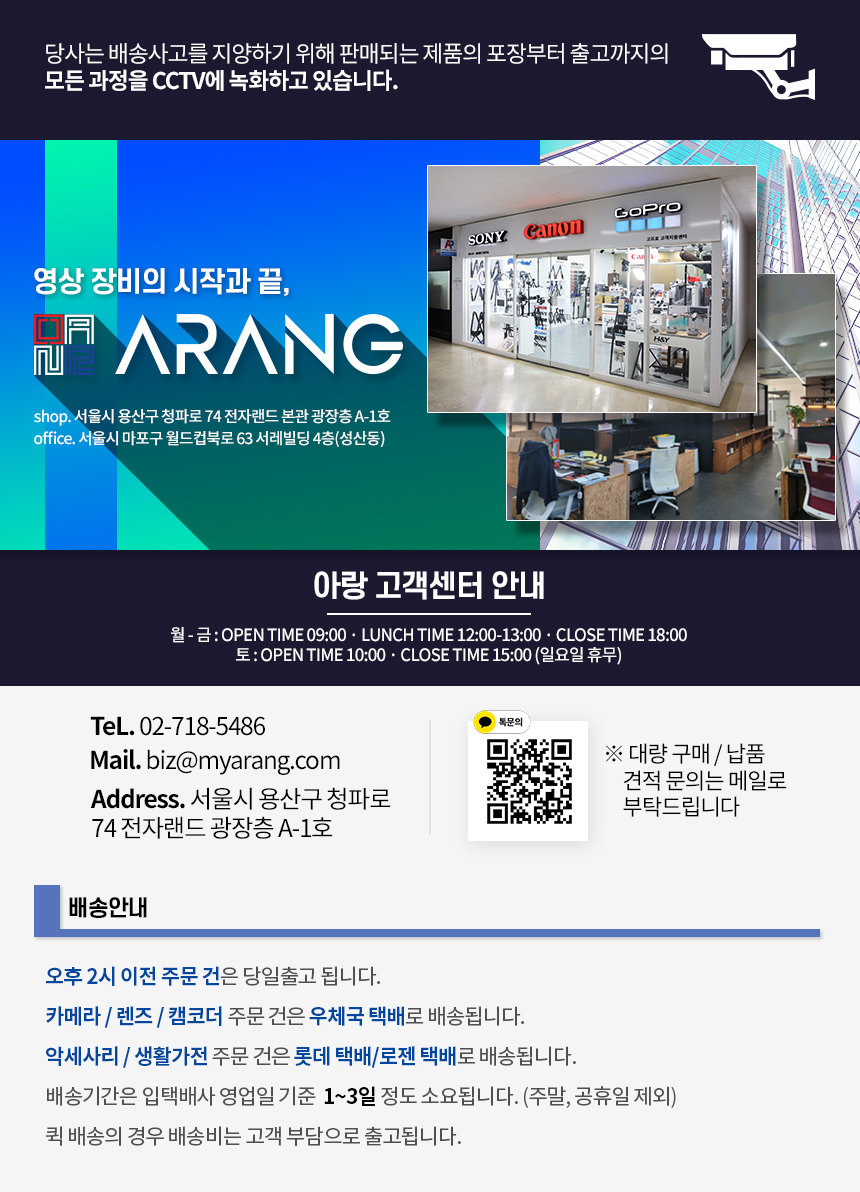 당사는 배송사고를 지양하기 위해 판매되는 제품의 포장부터 출고까지의
모든 과정을 CCTV에 녹화하고 있습니다.
SONY
Canon
GoPro
고프로 고객지원센터
Canon
H&Y
영상 장비의 시작과 끝,
ARANG
shop. 서울시 용산구 청파로 74 전자랜드 본관 광장층 A-1호
office. 서울시 마포구 월드컵북로 63 서레빌딩 4층(성산동)
아랑 고객센터 안내
월 - 금 : OPEN TIME 09:00 · LUNCH TIME 12:00-13:00 · CLOSE TIME 18:00
토 : OPEN TIME 10:00 · CLOSE TIME 15:00 (일요일 휴무)
TeL. 02-718-5486
Mail. biz@myarang.com
Address. 서울시 용산구 청파로
74 전자랜드 광장층 A-1호
톡문의
※ 대량 구매 / 납품
견적 문의는 메일로
부탁드립니다
배송안내
오후 2시 이전 주문 건은 당일출고 됩니다.
카메라 / 렌즈 / 캠코더 주문 건은 우체국 택배로 배송됩니다.
악세사리 / 생활가전 주문 건은 롯데 택배/로젠 택배로 배송됩니다.
배송기간은 입택배사 영업일 기준 1~3일 정도 소요됩니다. (주말, 공휴일 제외)
퀵 배송의 경우 배송비는 고객 부담으로 출고됩니다.